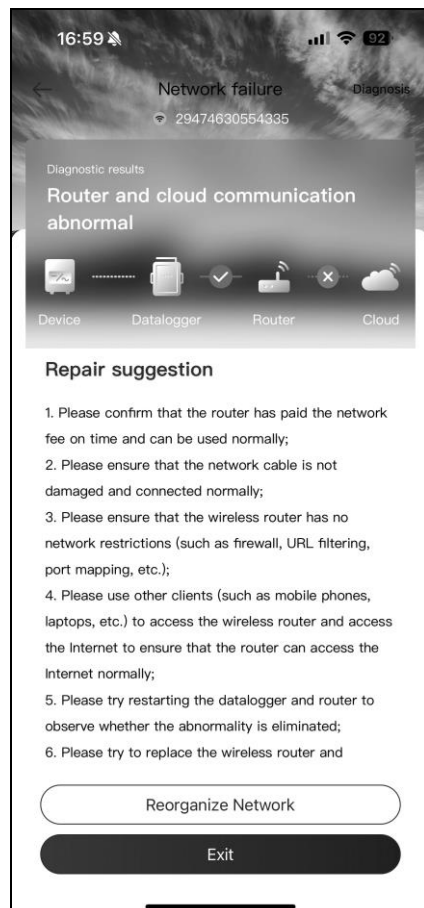 16:59
92
Network failure
Diagnosis
29474630554335
Diagnostic results
Router and cloud communication
abnormal
Device
Datalogger
Router
Cloud
Repair suggestion
1. Please confirm that the router has paid the network
fee on time and can be used normally;
2. Please ensure that the network cable is not
damaged and connected normally;
3. Please ensure that the wireless router has no
network restrictions (such as firewall, URL filtering,
port mapping, etc.);
4. Please use other clients (such as mobile phones,
laptops, etc.) to access the wireless router and access
the Internet to ensure that the router can access the
Internet normally;
5. Please try restarting the datalogger and router to
observe whether the abnormality is eliminated;
6. Please try to replace the wireless router and
Reorganize Network
Exit